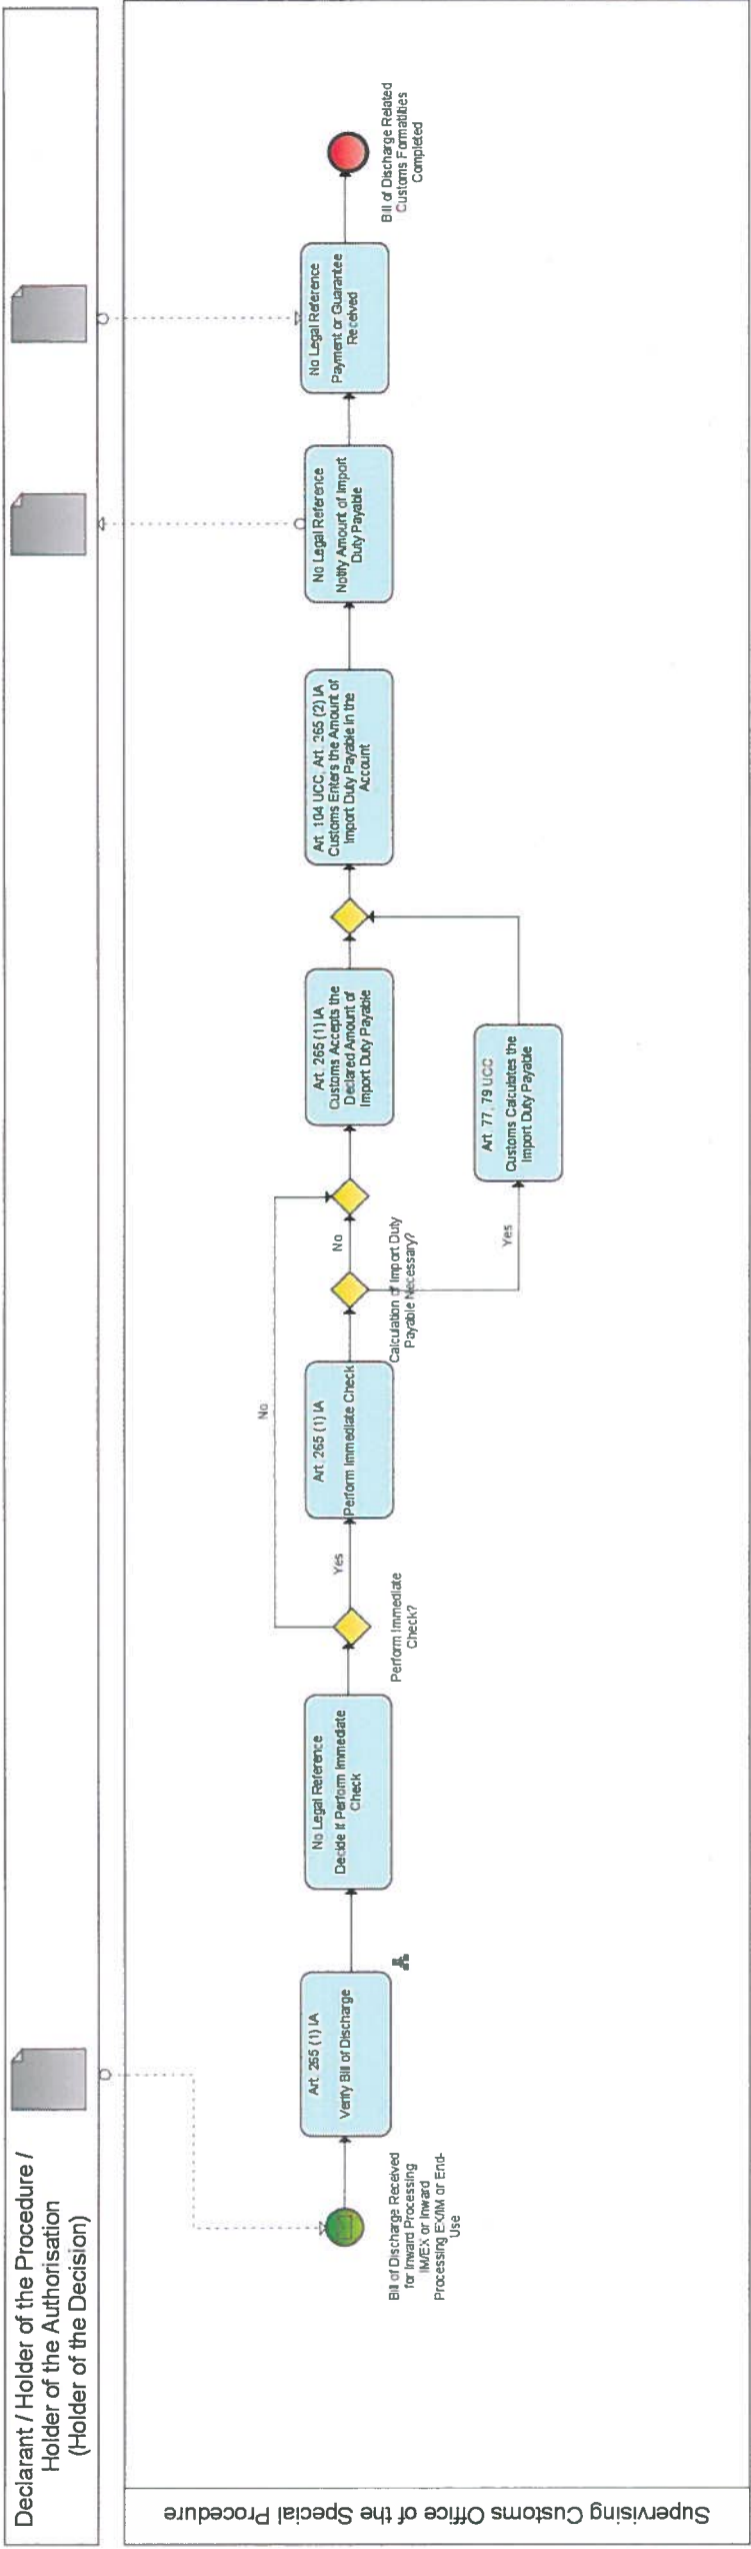 Declarant / Holder of the Procedure /
Holder of the Authorisation
(Holder of the Decision)
Supervising Customs Office of the Special Procedure
Bill of Discharge Received
for Inward Processing
IM/EX or Inward
Processing EX/IM or End-
Use
Art. 265 (1) IA
Verify Bill of Discharge
No Legal Reference
Decide If Perform Immediate
Check
Perform Immediate
Check?
Yes
No
Art. 265 (1) IA
Perform Immediate Check
Calculation of Import Duty
Payable Necessary?
No
Yes
Art. 265 (1) IA
Customs Accepts the
Declared Amount of
Import Duty Payable
Art 77, 79 UCC
Customs Calculates the
Import Duty Payable
Art. 104 UCC, Art. 265 (2) IA
Customs Enters the Amount of
Import Duty Payable in the
Account
No Legal Reference
Notify Amount of Import
Duty Payable
No Legal Reference
Payment or Guarantee
Received
Bill of Discharge Related
Customs Formatlities
Completed